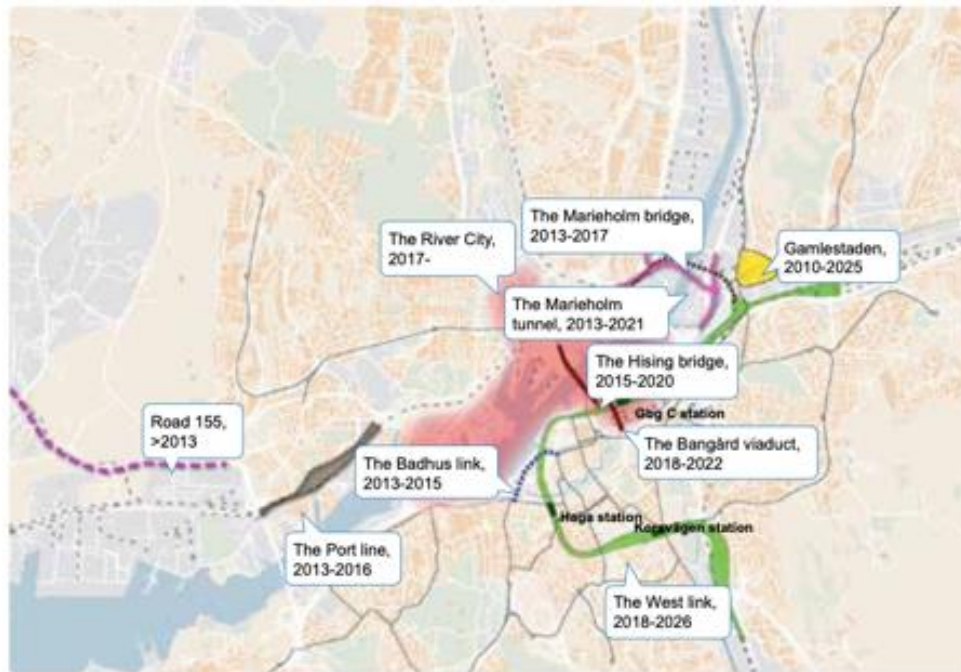 The Marieholm bridge,
2013-2017
The River City,
2017-
Gamlestaden,
2010-2025
The Marieholm
tunnel, 2013-2021
The Hising bridge,
2015-2020
Gbg C station
Road 155,
>2013
The Badhus link,
2013-2015
The Bangård viaduct,
2018-2022
Haga station
Korsvägen station
The Port line,
2013-2016
The West link,
2018-2026